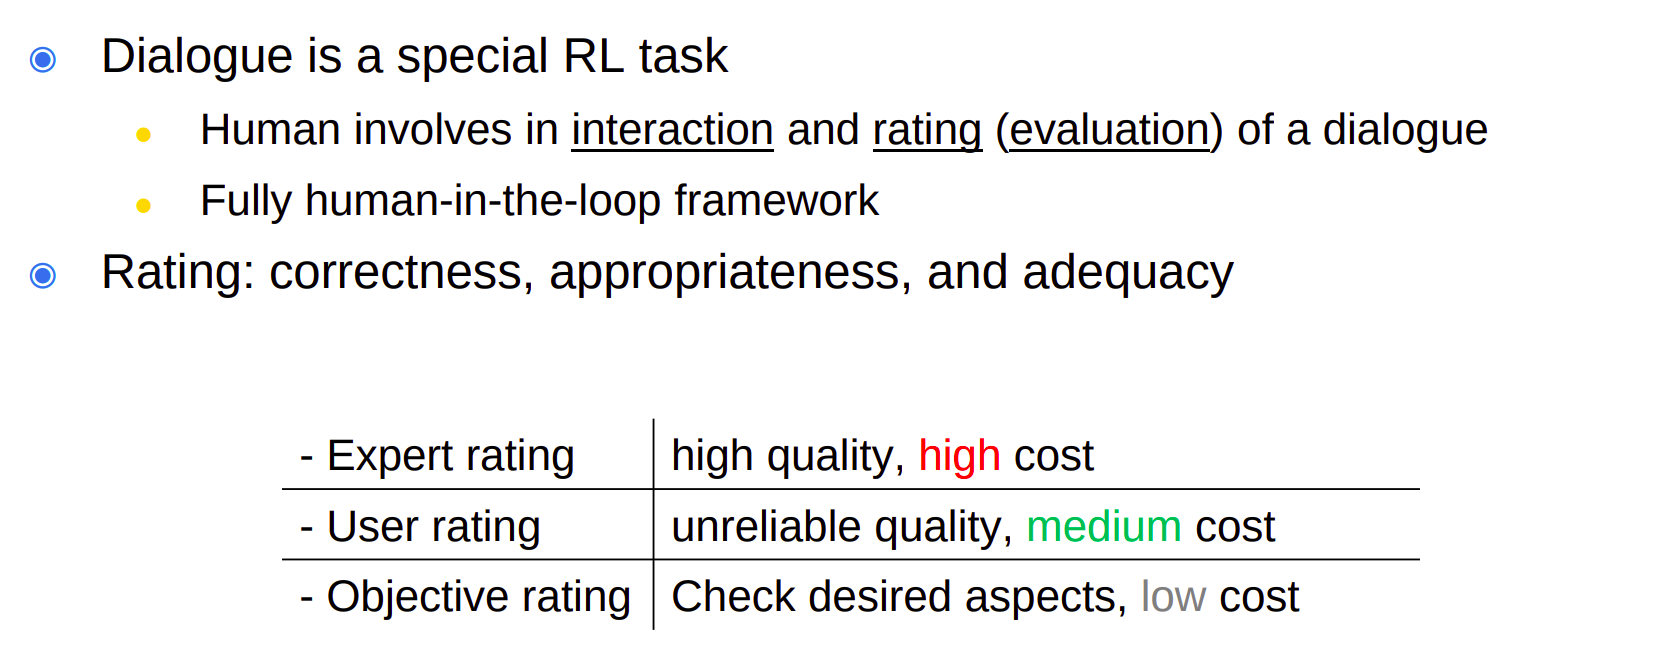 Dialogue is a special RL task
Human involves in interaction and rating (evaluation) of a dialogue
Fully human-in-the-loop framework
Rating: correctness, appropriateness, and adequacy
- Expert rating high quality, high cost
- User rating unreliable quality, medium cost
- Objective rating Check desired aspects, low cost